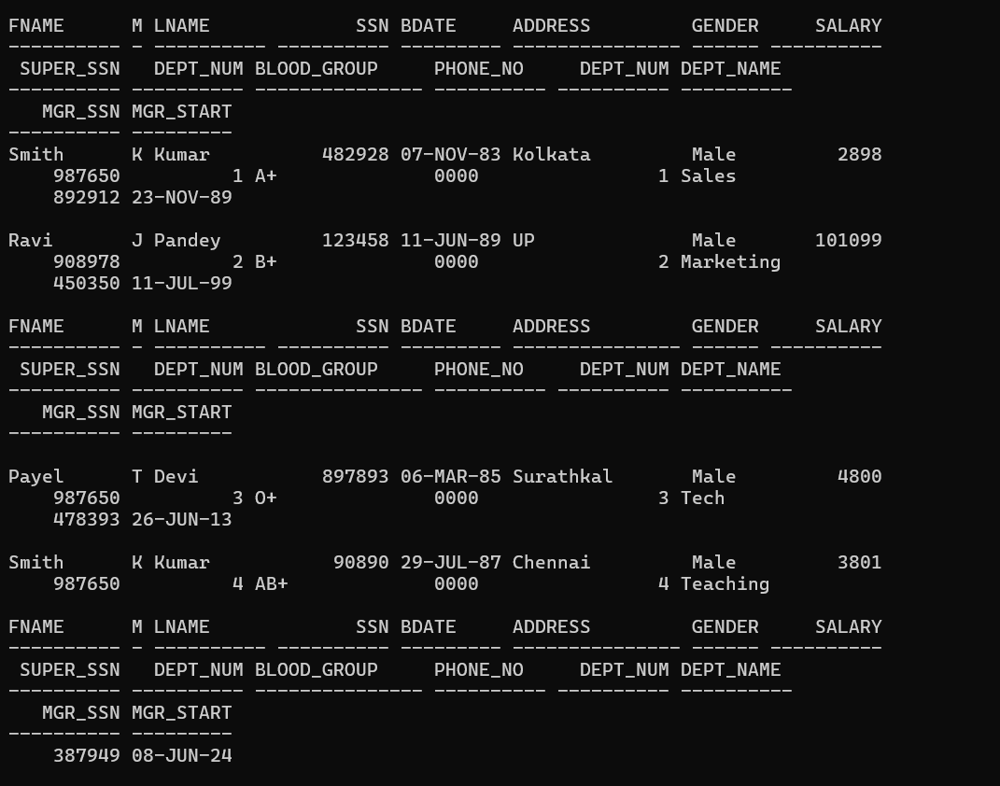 FNAME      M LNAME             SSN BDATE     ADDRESS         GENDER     SALARY
---------- - ---------- ---------- --------- --------------- ------ ----------
 SUPER_SSN   DEPT_NUM BLOOD_GROUP     PHONE_NO     DEPT_NUM DEPT_NAME
---------- ---------- --------------- ---------- ---------- ----------
   MGR_SSN MGR_START
---------- ---------
Smith      K Kumar          482928 07-NOV-83 Kolkata         Male         2898
    987650          1 A+              0000                1 Sales
    892912 23-NOV-89

Ravi       J Pandey         123458 11-JUN-89 UP              Male       101099
    908978          2 B+              0000                2 Marketing
    450350 11-JUL-99

FNAME      M LNAME             SSN BDATE     ADDRESS         GENDER     SALARY
---------- - ---------- ---------- --------- --------------- ------ ----------
 SUPER_SSN   DEPT_NUM BLOOD_GROUP     PHONE_NO     DEPT_NUM DEPT_NAME
---------- ---------- --------------- ---------- ---------- ----------
   MGR_SSN MGR_START
---------- ---------

Payel      T Devi           897893 06-MAR-85 Surathkal       Male         4800
    987650          3 O+              0000                3 Tech
    478393 26-JUN-13

Smith      K Kumar           90890 29-JUL-87 Chennai         Male         3801
    987650          4 AB+             0000                4 Teaching

FNAME      M LNAME             SSN BDATE     ADDRESS         GENDER     SALARY
---------- - ---------- ---------- --------- --------------- ------ ----------
 SUPER_SSN   DEPT_NUM BLOOD_GROUP     PHONE_NO     DEPT_NUM DEPT_NAME
---------- ---------- --------------- ---------- ---------- ----------
   MGR_SSN MGR_START
---------- ---------
    387949 08-JUN-24